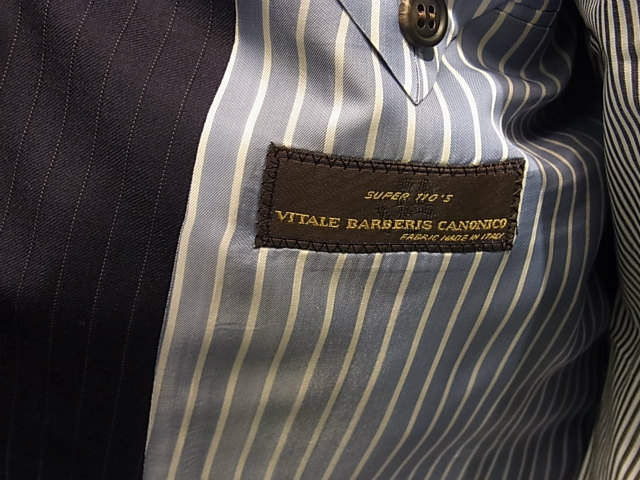 SUPER 110'S
VITALE BARBERIS CANONICO
FABRIC MADE IN ITALY